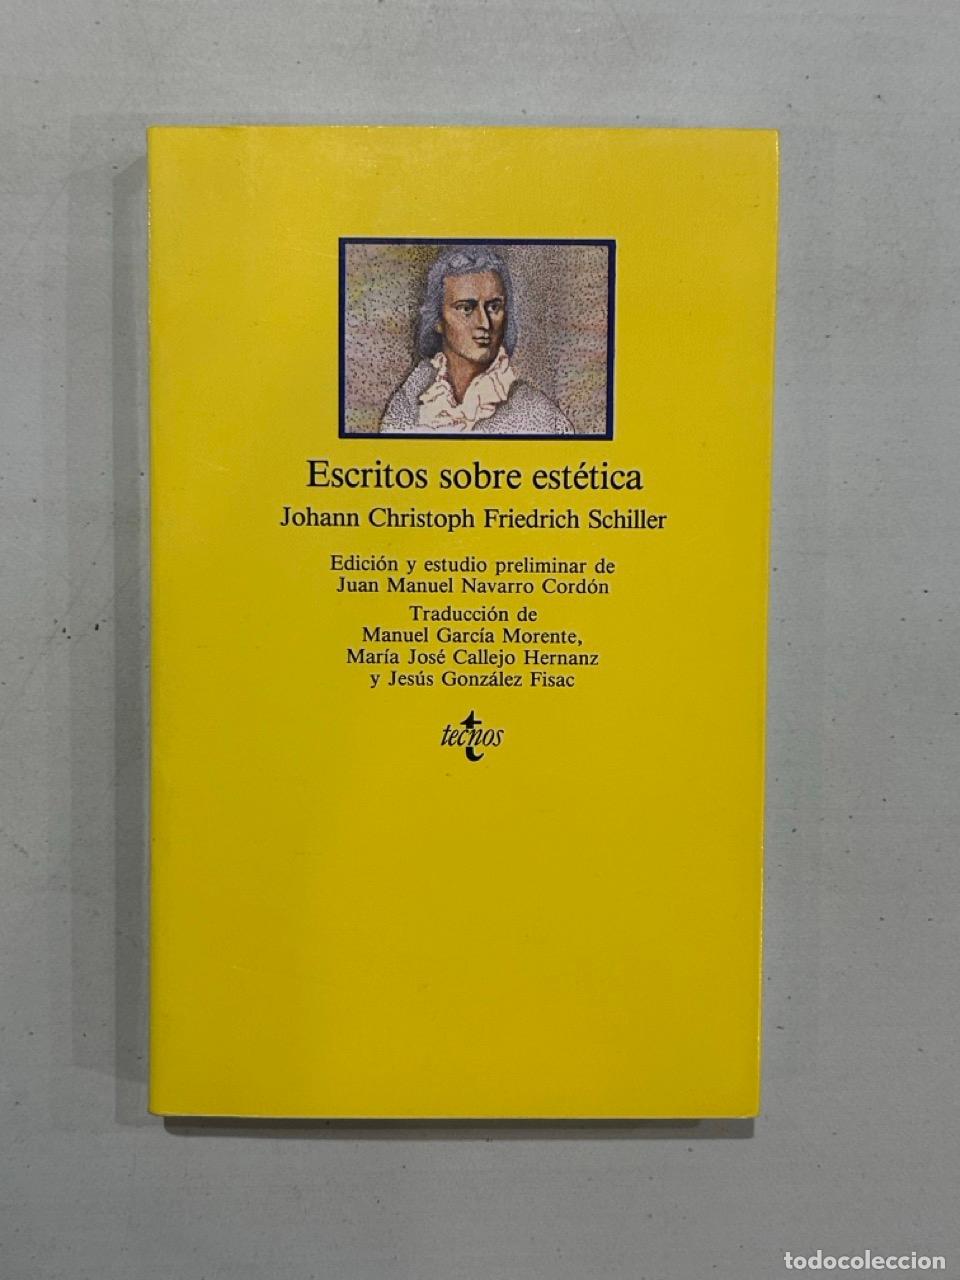 Escritos sobre estética
Johann Christoph Friedrich Schiller
Edición y estudio preliminar de
Juan Manuel Navarro Cordón
Traducción de
Manuel García Morente,
María José Callejo Hernanz
y Jesús González Fisac
tecnos
todocoleccion